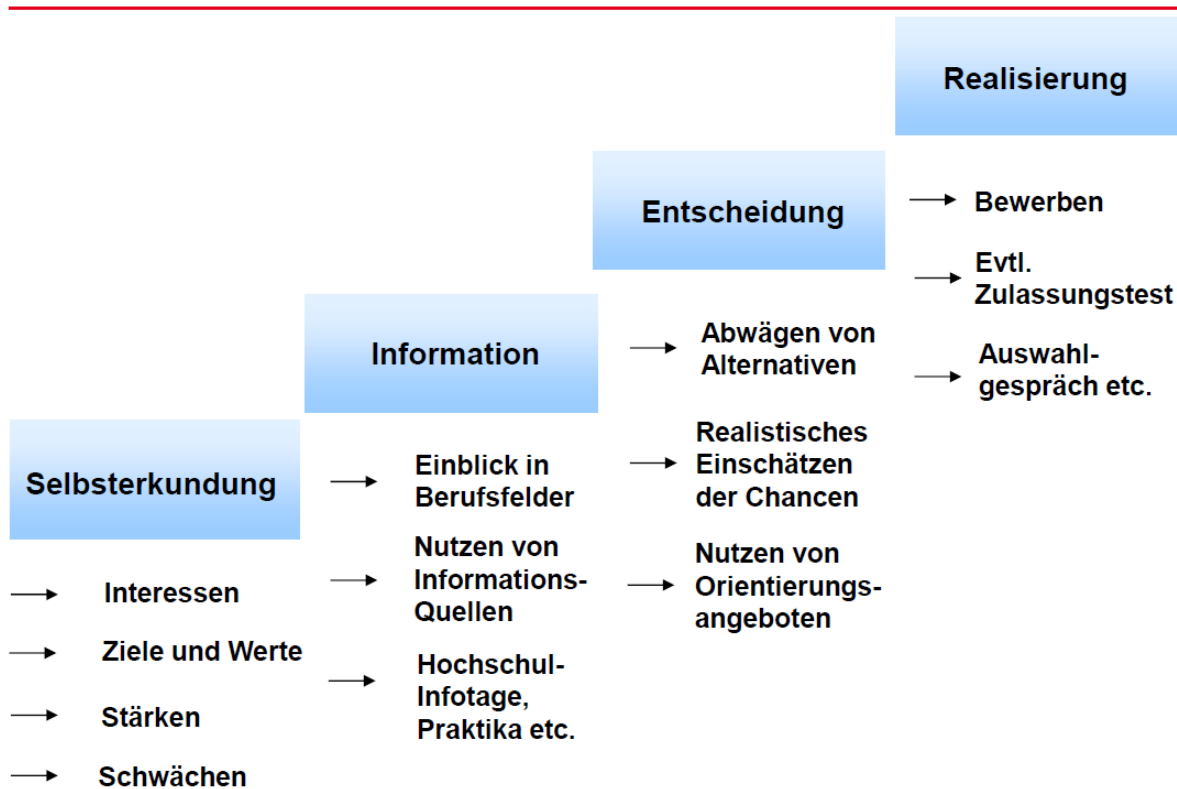 Selbsterkundung
Interessen
Ziele und Werte
Stärken
Schwächen
Information
Einblick in
Berufsfelder
Nutzen von
Informations-
Quellen
Hochschul-
Infotage,
Praktika etc.
Entscheidung
Abwägen von
Alternativen
Realistisches
Einschätzen
der Chancen
Nutzen von
Orientierungs-
angeboten
Realisierung
Bewerben
Evtl.
Zulassungstest
Auswahl-
gespräch etc.